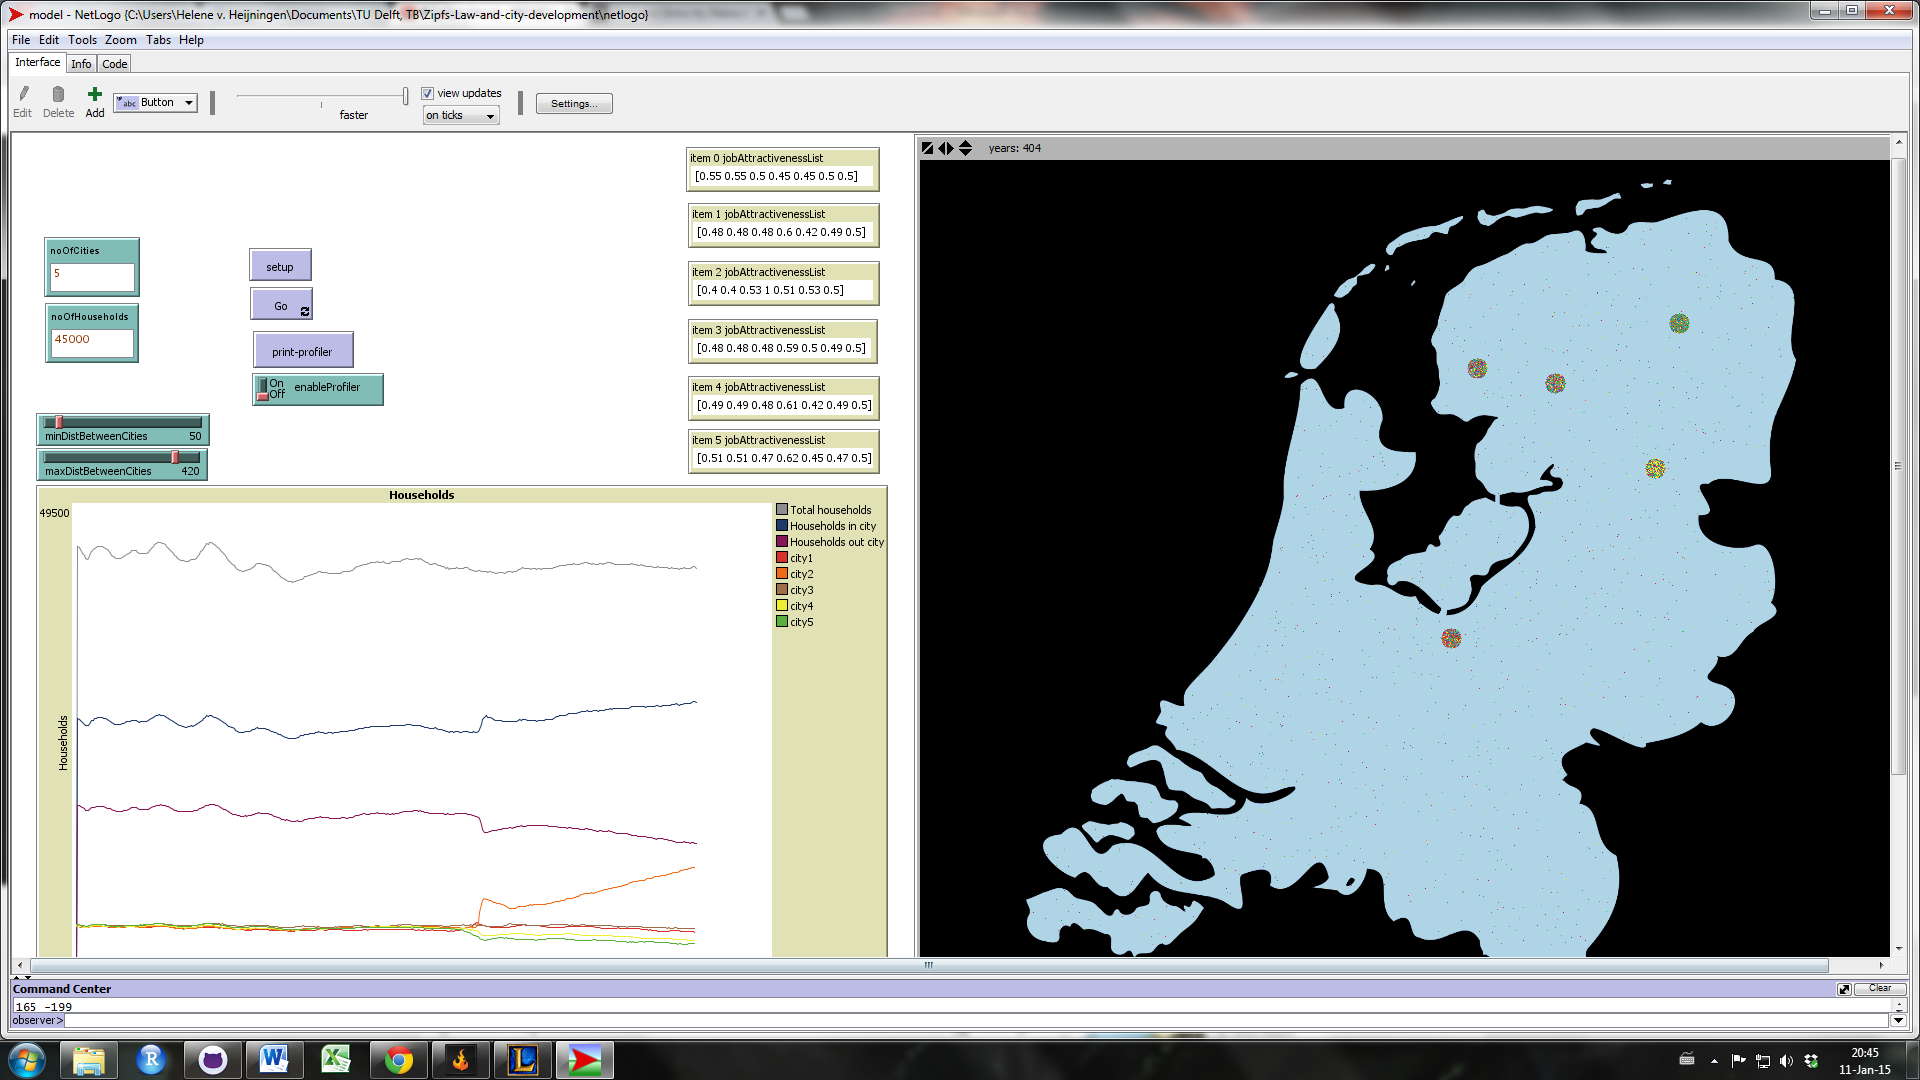 model - NetLogo {C:\Users\Helene v. Heijningen\Documents\TU Delft, TB\Zipfs-Law-and-city-development\netlogo}
File Edit Tools Zoom Tabs Help
Interface Info Code
Edit Delete Add
abc Button
faster
view updates
on ticks
Settings...
years: 404
noOfCities
5
noOfHouseholds
45000
setup
Go
print-profiler
On
Off
enableProfiler
minDistBetweenCities 50
maxDistBetweenCities 420
item 0 jobAttractivenessList
[0.55 0.55 0.5 0.45 0.45 0.5 0.5]
item 1 jobAttractivenessList
[0.48 0.48 0.48 0.6 0.42 0.49 0.5]
item 2 jobAttractivenessList
[0.4 0.4 0.53 1 0.51 0.53 0.5]
item 3 jobAttractivenessList
[0.48 0.48 0.48 0.59 0.5 0.49 0.5]
item 4 jobAttractivenessList
[0.49 0.49 0.48 0.61 0.42 0.49 0.5]
item 5 jobAttractivenessList
[0.51 0.51 0.47 0.62 0.45 0.47 0.5]
Households
49500
Households
Total households
Households in city
Households out city
city1
city2
city3
city4
city5
Command Center
Clear
165 -199
observer>
R
W
X
L
20:45
11-Jan-15